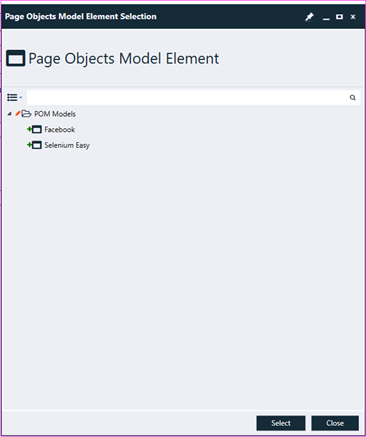 Page Objects Model Element Selection
Page Objects Model Element
POM Models
Facebook
Selenium Easy
Select Close